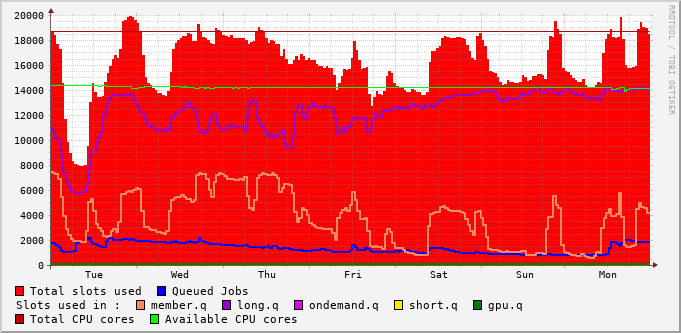 RRDTOOL / TOBI OETIKER
20000
18000
16000
14000
12000
10000
8000
6000
4000
2000
0
Tue Wed Thu Fri Sat Sun Mon
Total slots used Queued Jobs
Slots used in : member.q long.q ondemand.q short.q gpu.q
Total CPU cores Available CPU cores